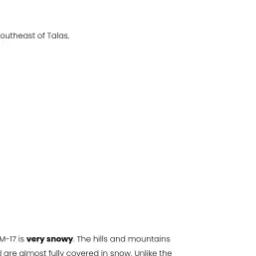 outheast of Talas.
M-17 is very snowy. The hills and mountains
are almost fully covered in snow. Unlike the